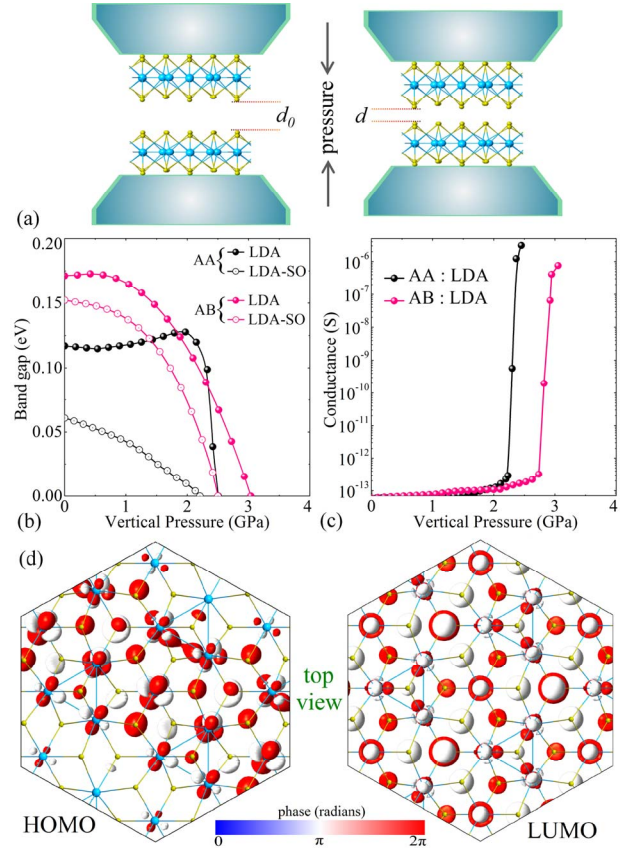 d0
pressure
d
(a)
0.20
0.15
0.10
0.05
0.00
Band gap (eV)
AA { LDA
LDA-SO
AB { LDA
LDA-SO
0 1 2 3 4
(b) Vertical Pressure (GPa)
10^-6
10^-7
10^-8
10^-9
10^-10
10^-11
10^-12
10^-13
Conductance (S)
AA : LDA
AB : LDA
0 1 2 3 4
(c) Vertical Pressure (GPa)
(d)
top
view
HOMO
phase (radians)
0 π 2π
LUMO